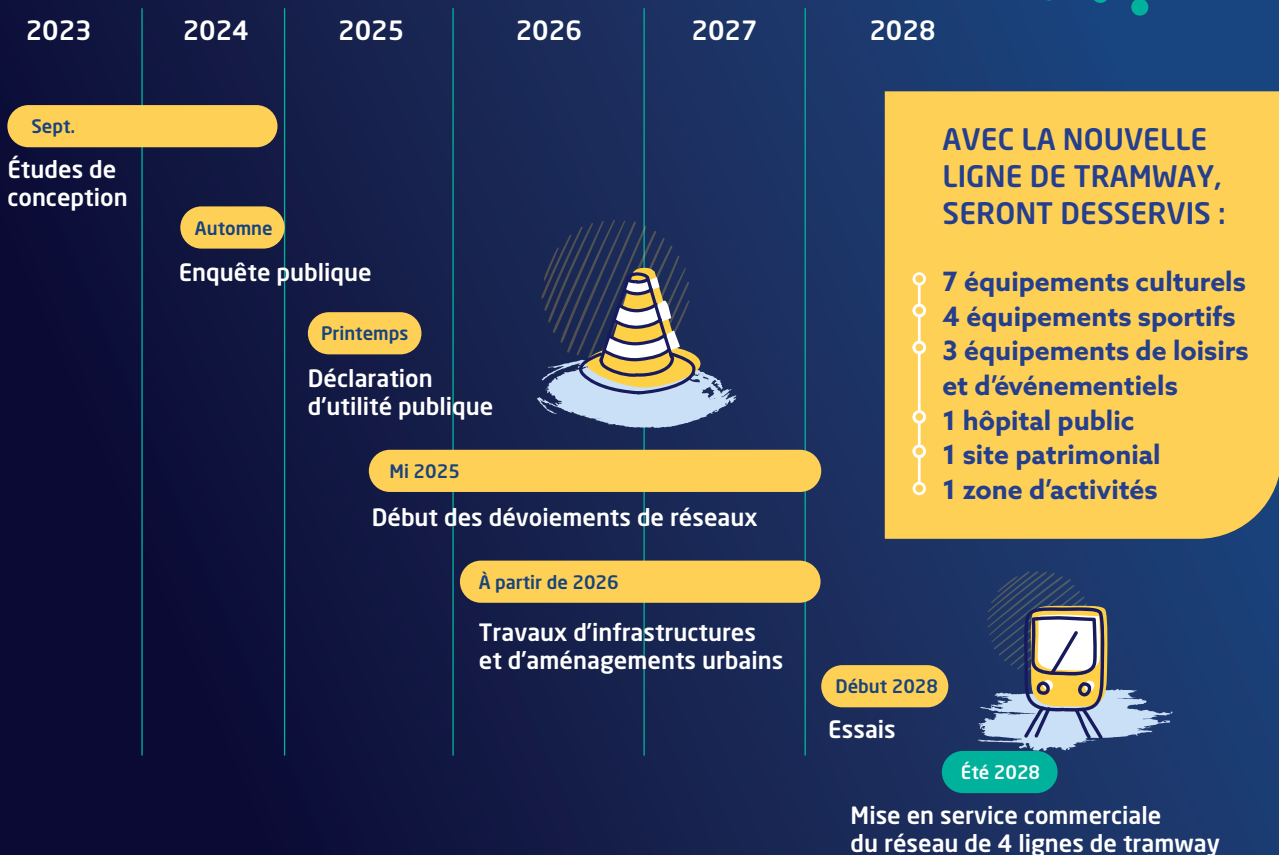 2023
2024
2025
2026
2027
2028
Sept.
Études de
conception
Automne
Enquête publique
Printemps
Déclaration
d'utilité publique
Mi 2025
Début des dévoiements de réseaux
À partir de 2026
Travaux d'infrastructures
et d'aménagements urbains
Début 2028
Essais
Été 2028
Mise en service commerciale
du réseau de 4 lignes de tramway
AVEC LA NOUVELLE
LIGNE DE TRAMWAY,
SERONT DESSERVIS :
7 équipements culturels
4 équipements sportifs
3 équipements de loisirs
et d'événementiels
1 hôpital public
1 site patrimonial
1 zone d'activités